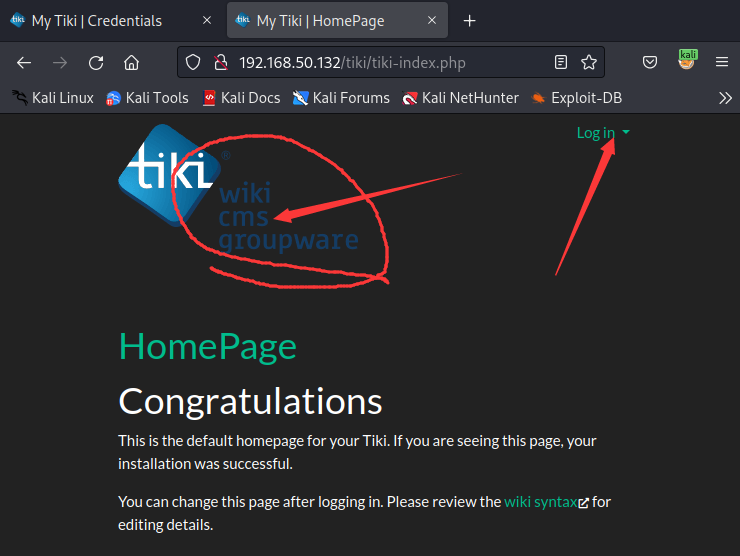 My Tiki | Credentials
My Tiki | HomePage
192.168.50.132/tiki/tiki-index.php
kali
Kali Linux
Kali Tools
Kali Docs
Kali Forums
Kali NetHunter
Exploit-DB
Log in
tiki
®
wiki
cms
groupware
HomePage
Congratulations
This is the default homepage for your Tiki. If you are seeing this page, your
installation was successful.
You can change this page after logging in. Please review the wiki syntax for
editing details.